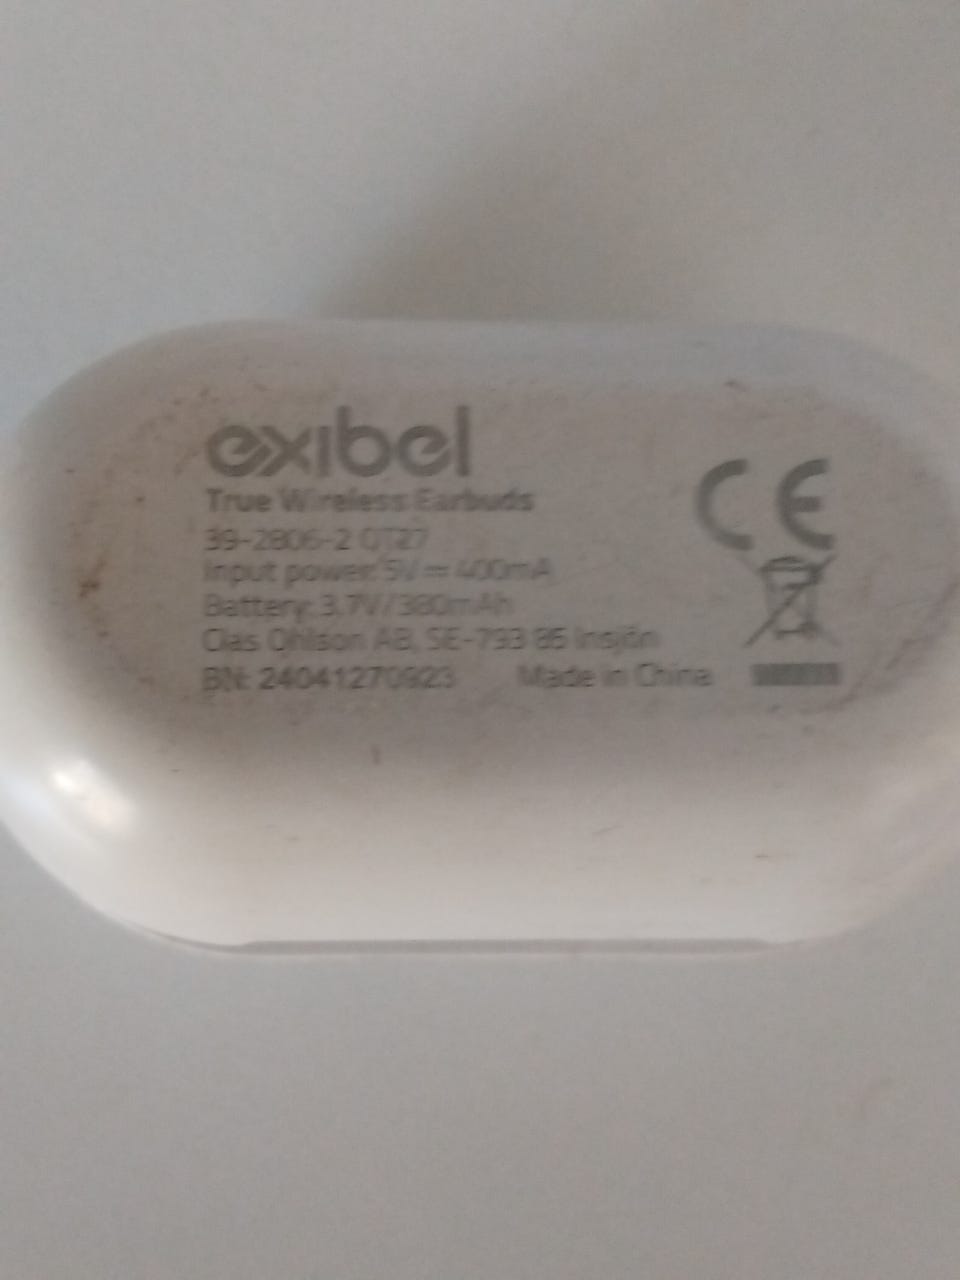 exibel
True Wireless Earbuds
39-2806-2 QT27
Input power: 5V ⎓ 400mA
Battery: 3.7V/380mAh
Clas Ohlson AB, SE-793 85 Insjön
BN: 24041270923 Made in China
CE